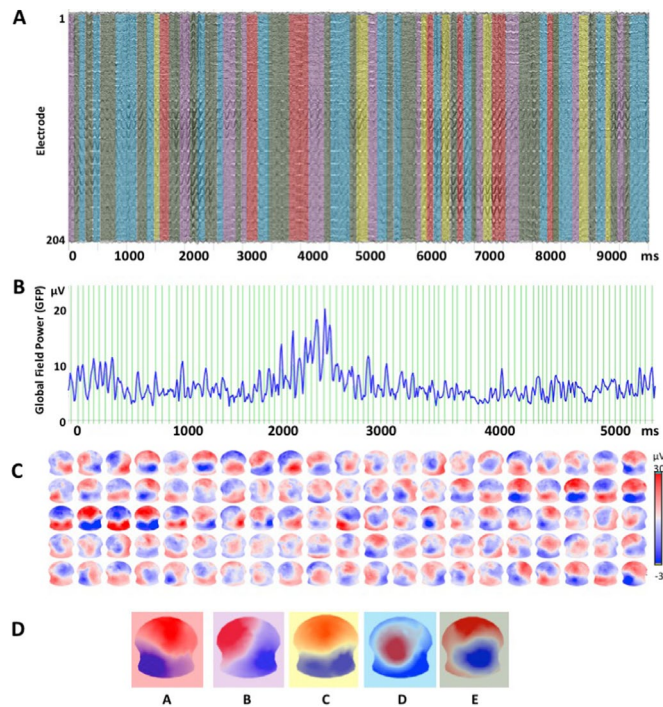 A
1
Electrode
204
0 1000 2000 3000 4000 5000 6000 7000 8000 9000 ms
B
µV
Global Field Power (GFP)
20
10
0
0 1000 2000 3000 4000 5000 ms
C
µV
30
-3
D
A B C D E